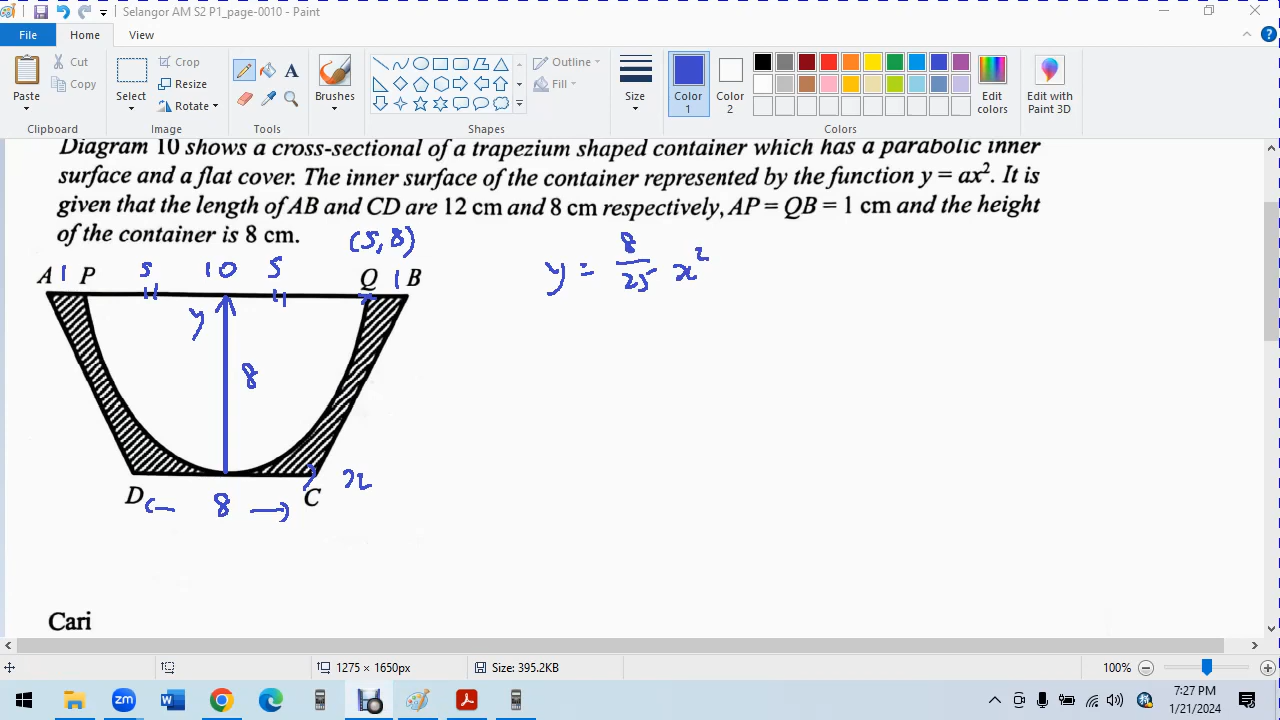 Selangor AM S2 P1_page-0010 - Paint
File Home View
Cut Crop Outline
Paste Copy Select Resize Rotate A Brushes Fill Size Color 1 Color 2 Edit colors Edit with Paint 3D
Clipboard Image Tools Shapes Colors
Diagram 10 shows a cross-sectional of a trapezium shaped container which has a parabolic inner
surface and a flat cover. The inner surface of the container represented by the function y = ax². It is
given that the length of AB and CD are 12 cm and 8 cm respectively, AP = QB = 1 cm and the height
of the container is 8 cm.
(5, 8)
A 1 P 5 10 5 Q 1 B
y = 8/25 x²
y
8
x
D 8 C
Cari
1275 × 1650px Size: 395.2KB 100%
zm W
7:27 PM
1/21/2024